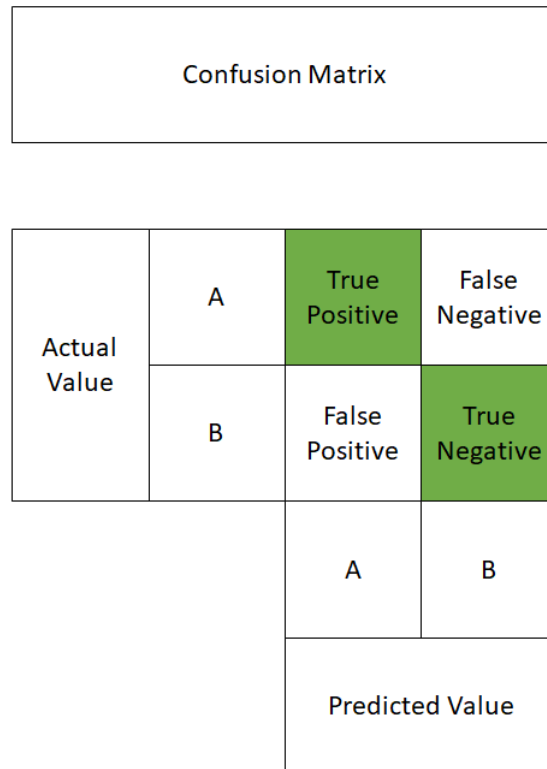 Confusion Matrix
Actual
Value
A
True
Positive
False
Negative
B
False
Positive
True
Negative
A
B
Predicted Value